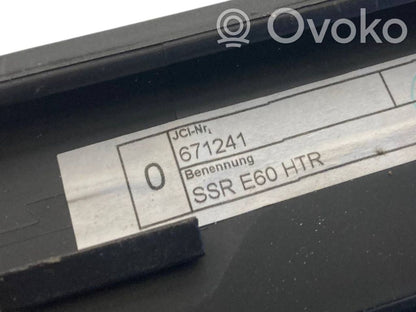 Ovoko
JCI-Nr.
0
671241
Benennung
SSR E60 HTR